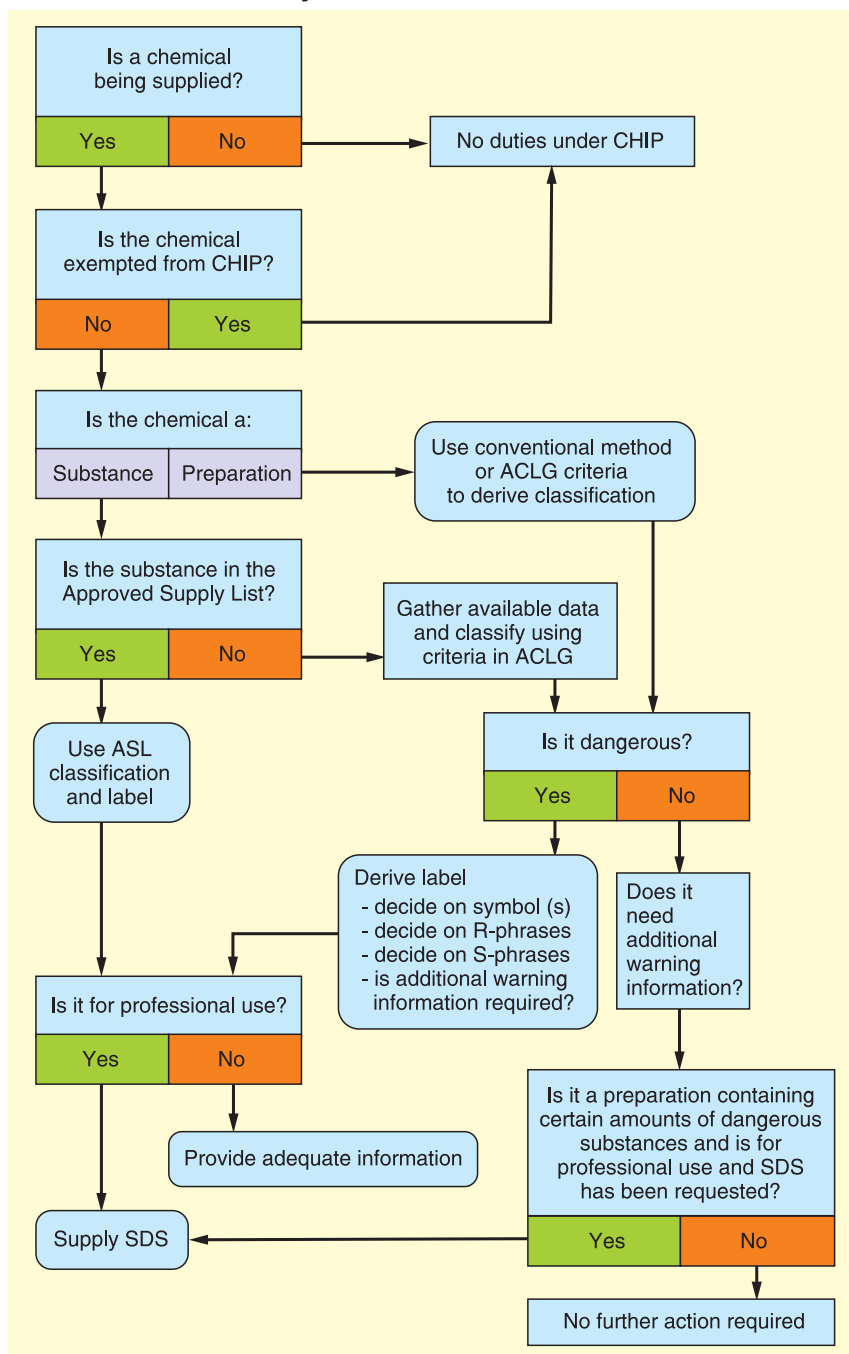 Is a chemical
being supplied?
Yes
No
No duties under CHIP
Is the chemical
exempted from CHIP?
No
Yes
Is the chemical a:
Substance
Preparation
Use conventional method
or ACLG criteria
to derive classification
Is the substance in the
Approved Supply List?
Yes
No
Gather available data
and classify using
criteria in ACLG
Use ASL
classification
and label
Is it dangerous?
Yes
No
Derive label
- decide on symbol (s)
- decide on R-phrases
- decide on S-phrases
- is additional warning
information required?
Does it
need
additional
warning
information?
Is it for professional use?
Yes
No
Provide adequate information
Is it a preparation containing
certain amounts of dangerous
substances and is for
professional use and SDS
has been requested?
Yes
No
Supply SDS
No further action required